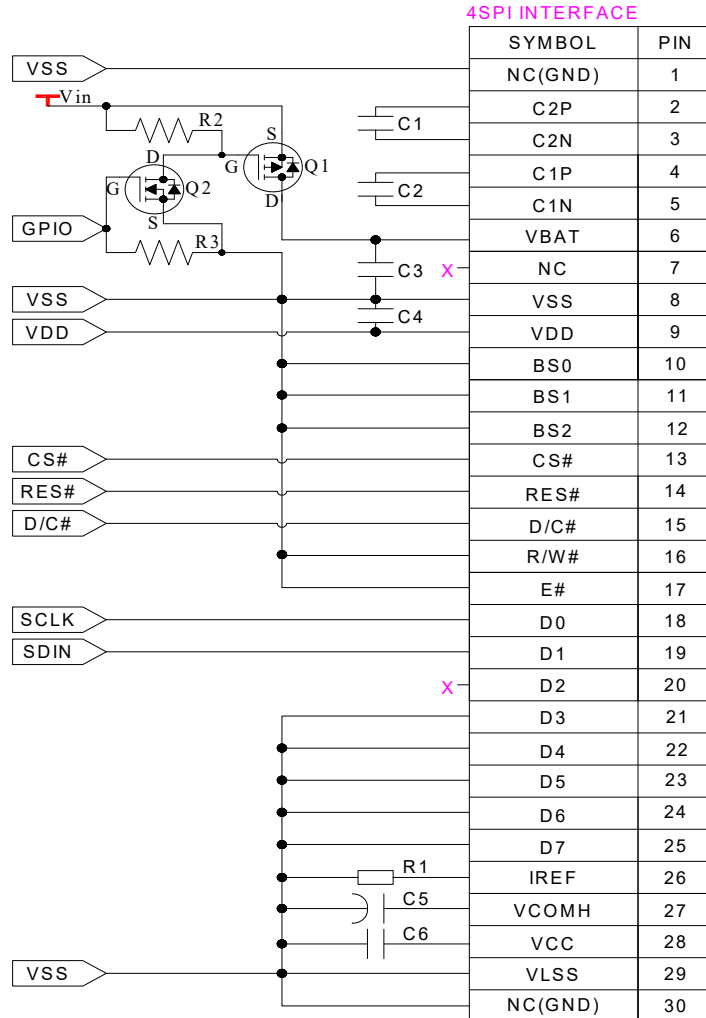 4SPI INTERFACE
SYMBOL PIN
VSS NC(GND) 1
Vin
R2 C1 C2P 2
S C2N 3
D G Q1 C1P 4
G Q2 C2 C1N 5
D
S
GPIO R3 VBAT 6
C3 X NC 7
VSS VSS 8
C4
VDD VDD 9
BS0 10
BS1 11
BS2 12
CS# CS# 13
RES# RES# 14
D/C# D/C# 15
R/W# 16
E# 17
SCLK D0 18
SDIN D1 19
X D2 20
D3 21
D4 22
D5 23
D6 24
D7 25
R1 IREF 26
C5 VCOMH 27
C6 VCC 28
VSS VLSS 29
NC(GND) 30